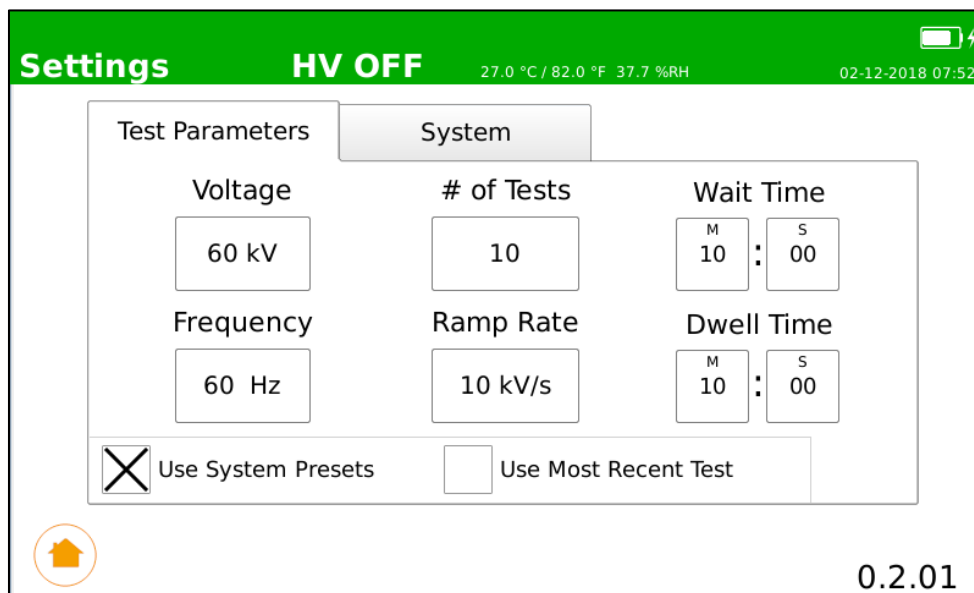 Settings HV OFF 27.0 °C / 82.0 °F 37.7 %RH 02-12-2018 07:52
Test Parameters System
Voltage # of Tests Wait Time
60 kV 10 M 10 : S 00
Frequency Ramp Rate Dwell Time
60 Hz 10 kV/s M 10 : S 00
Use System Presets Use Most Recent Test
0.2.01